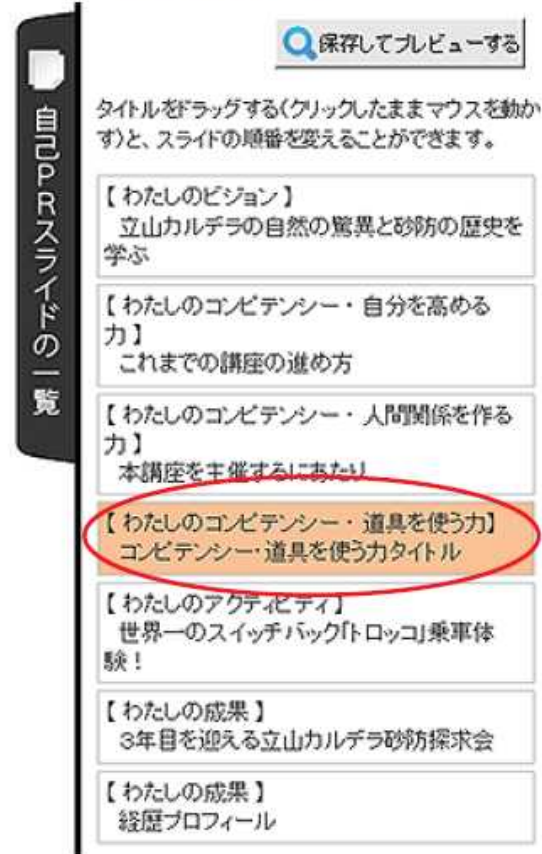 保存してプレビューする
自己PRスライドの一覧
タイトルをドラッグする(クリックしたままマウスを動か
す)と、スライドの順番を変えることができます。
【 わたしのビジョン 】
立山カルデラの自然の驚異と砂防の歴史を
学ぶ
【 わたしのコンピテンシー・ 自分を高める
力 】
これまでの講座の進め方
【 わたしのコンピテンシー・ 人間関係を作る
力 】
本講座を主催するにあたり
【 わたしのコンピテンシー・ 道具を使う力】
コンピテンシー・道具を使う力タイトル
【 わたしのアクティビティ 】
世界一のスイッチバック「トロッコ」乗車体
験！
【 わたしの成果 】
3年目を迎える立山カルデラ砂防探求会
【 わたしの成果 】
経歴プロフィール